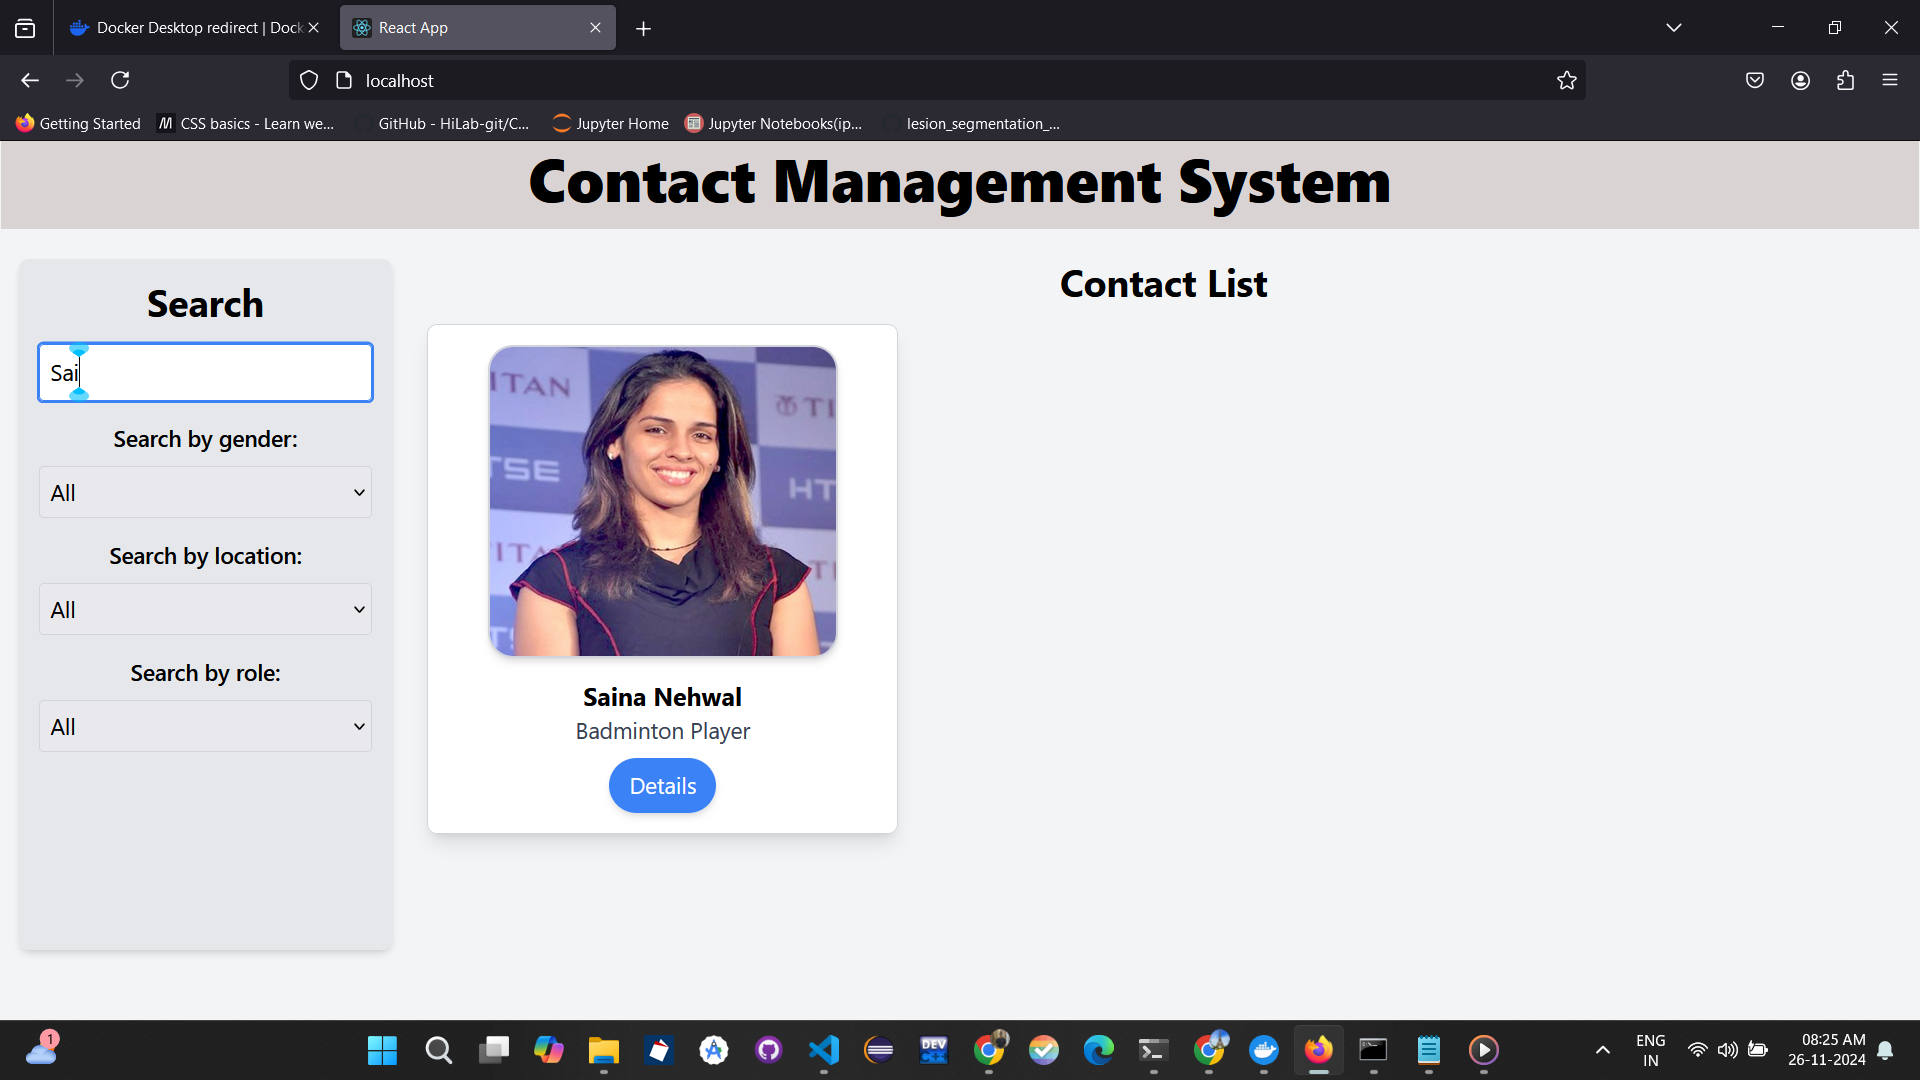 Docker Desktop redirect | Dock
React App
localhost
Getting Started
CSS basics - Learn we...
GitHub - HiLab-git/C...
Jupyter Home
Jupyter Notebooks(ip...
lesion_segmentation_...
Contact Management System
Search
Sai
Search by gender:
All
Search by location:
All
Search by role:
All
Contact List
ITAN
TI
TSE
HT
ITA
T
TSE
Saina Nehwal
Badminton Player
Details
1
DEV
C++
ENG
IN
08:25 AM
26-11-2024